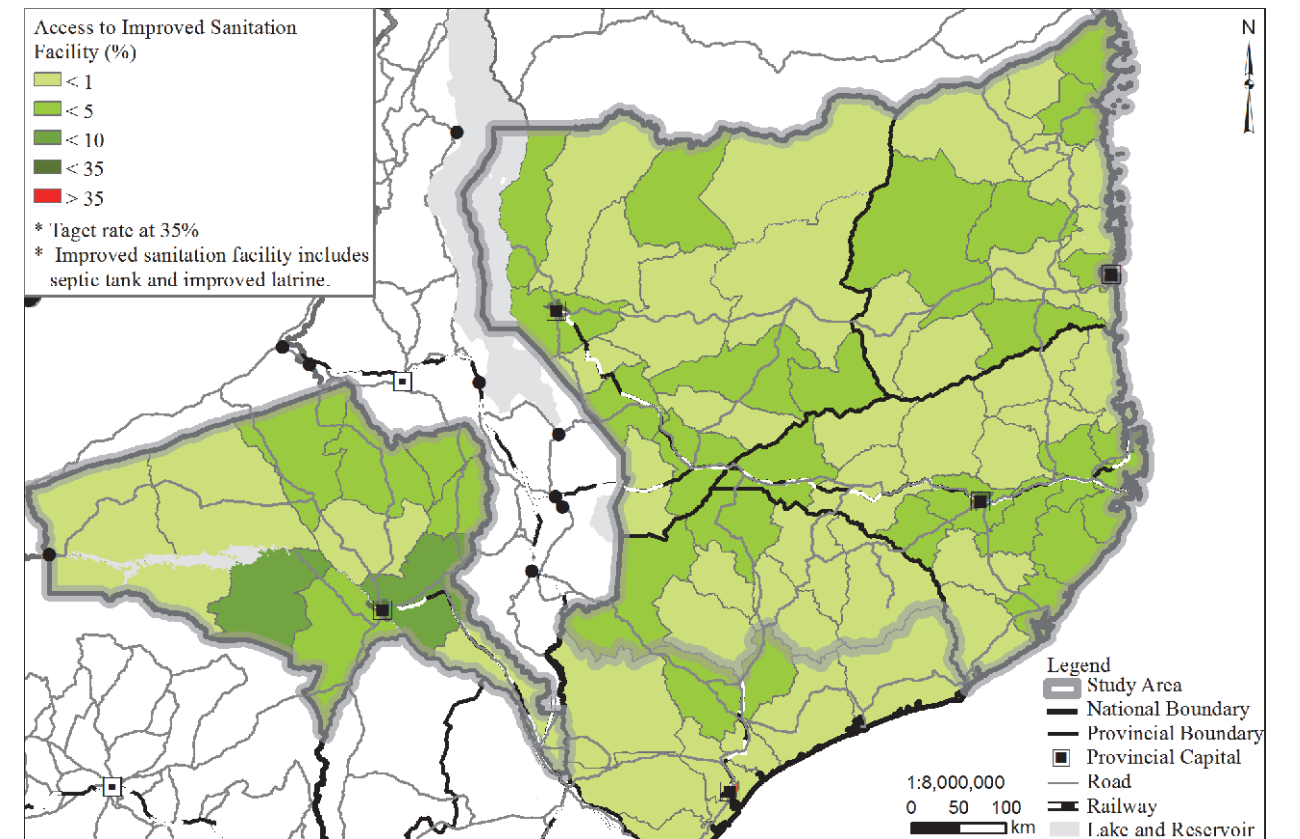 Access to Improved Sanitation
Facility (%)
< 1
< 5
< 10
< 35
> 35
* Taget rate at 35%
* Improved sanitation facility includes
septic tank and improved latrine.
N
Legend
Study Area
National Boundary
Provincial Boundary
Provincial Capital
Road
Railway
Lake and Reservoir
1:8,000,000
0 50 100
km